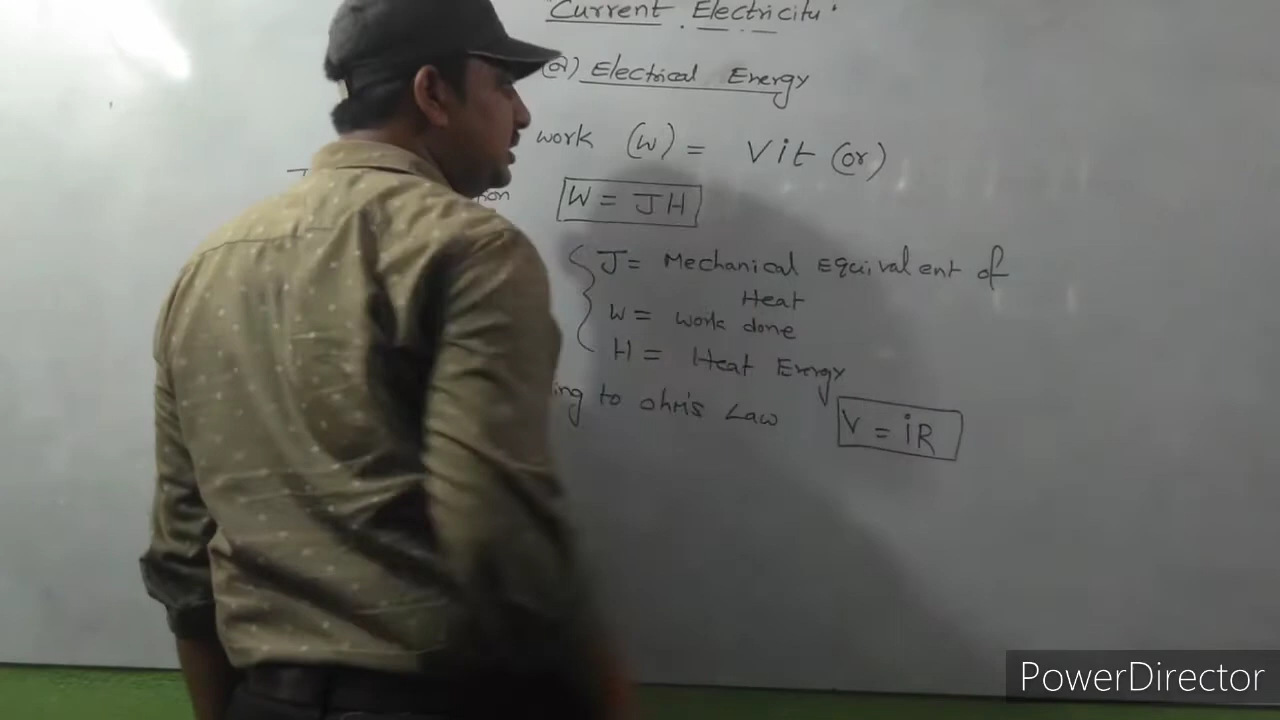 "Current Electricity"
a) Electrical Energy
work (W) = Vit (or)
W = JH
J = Mechanical Equivalent of
Heat
W = work done
H = Heat Energy
to ohm's Law V = iR
PowerDirector